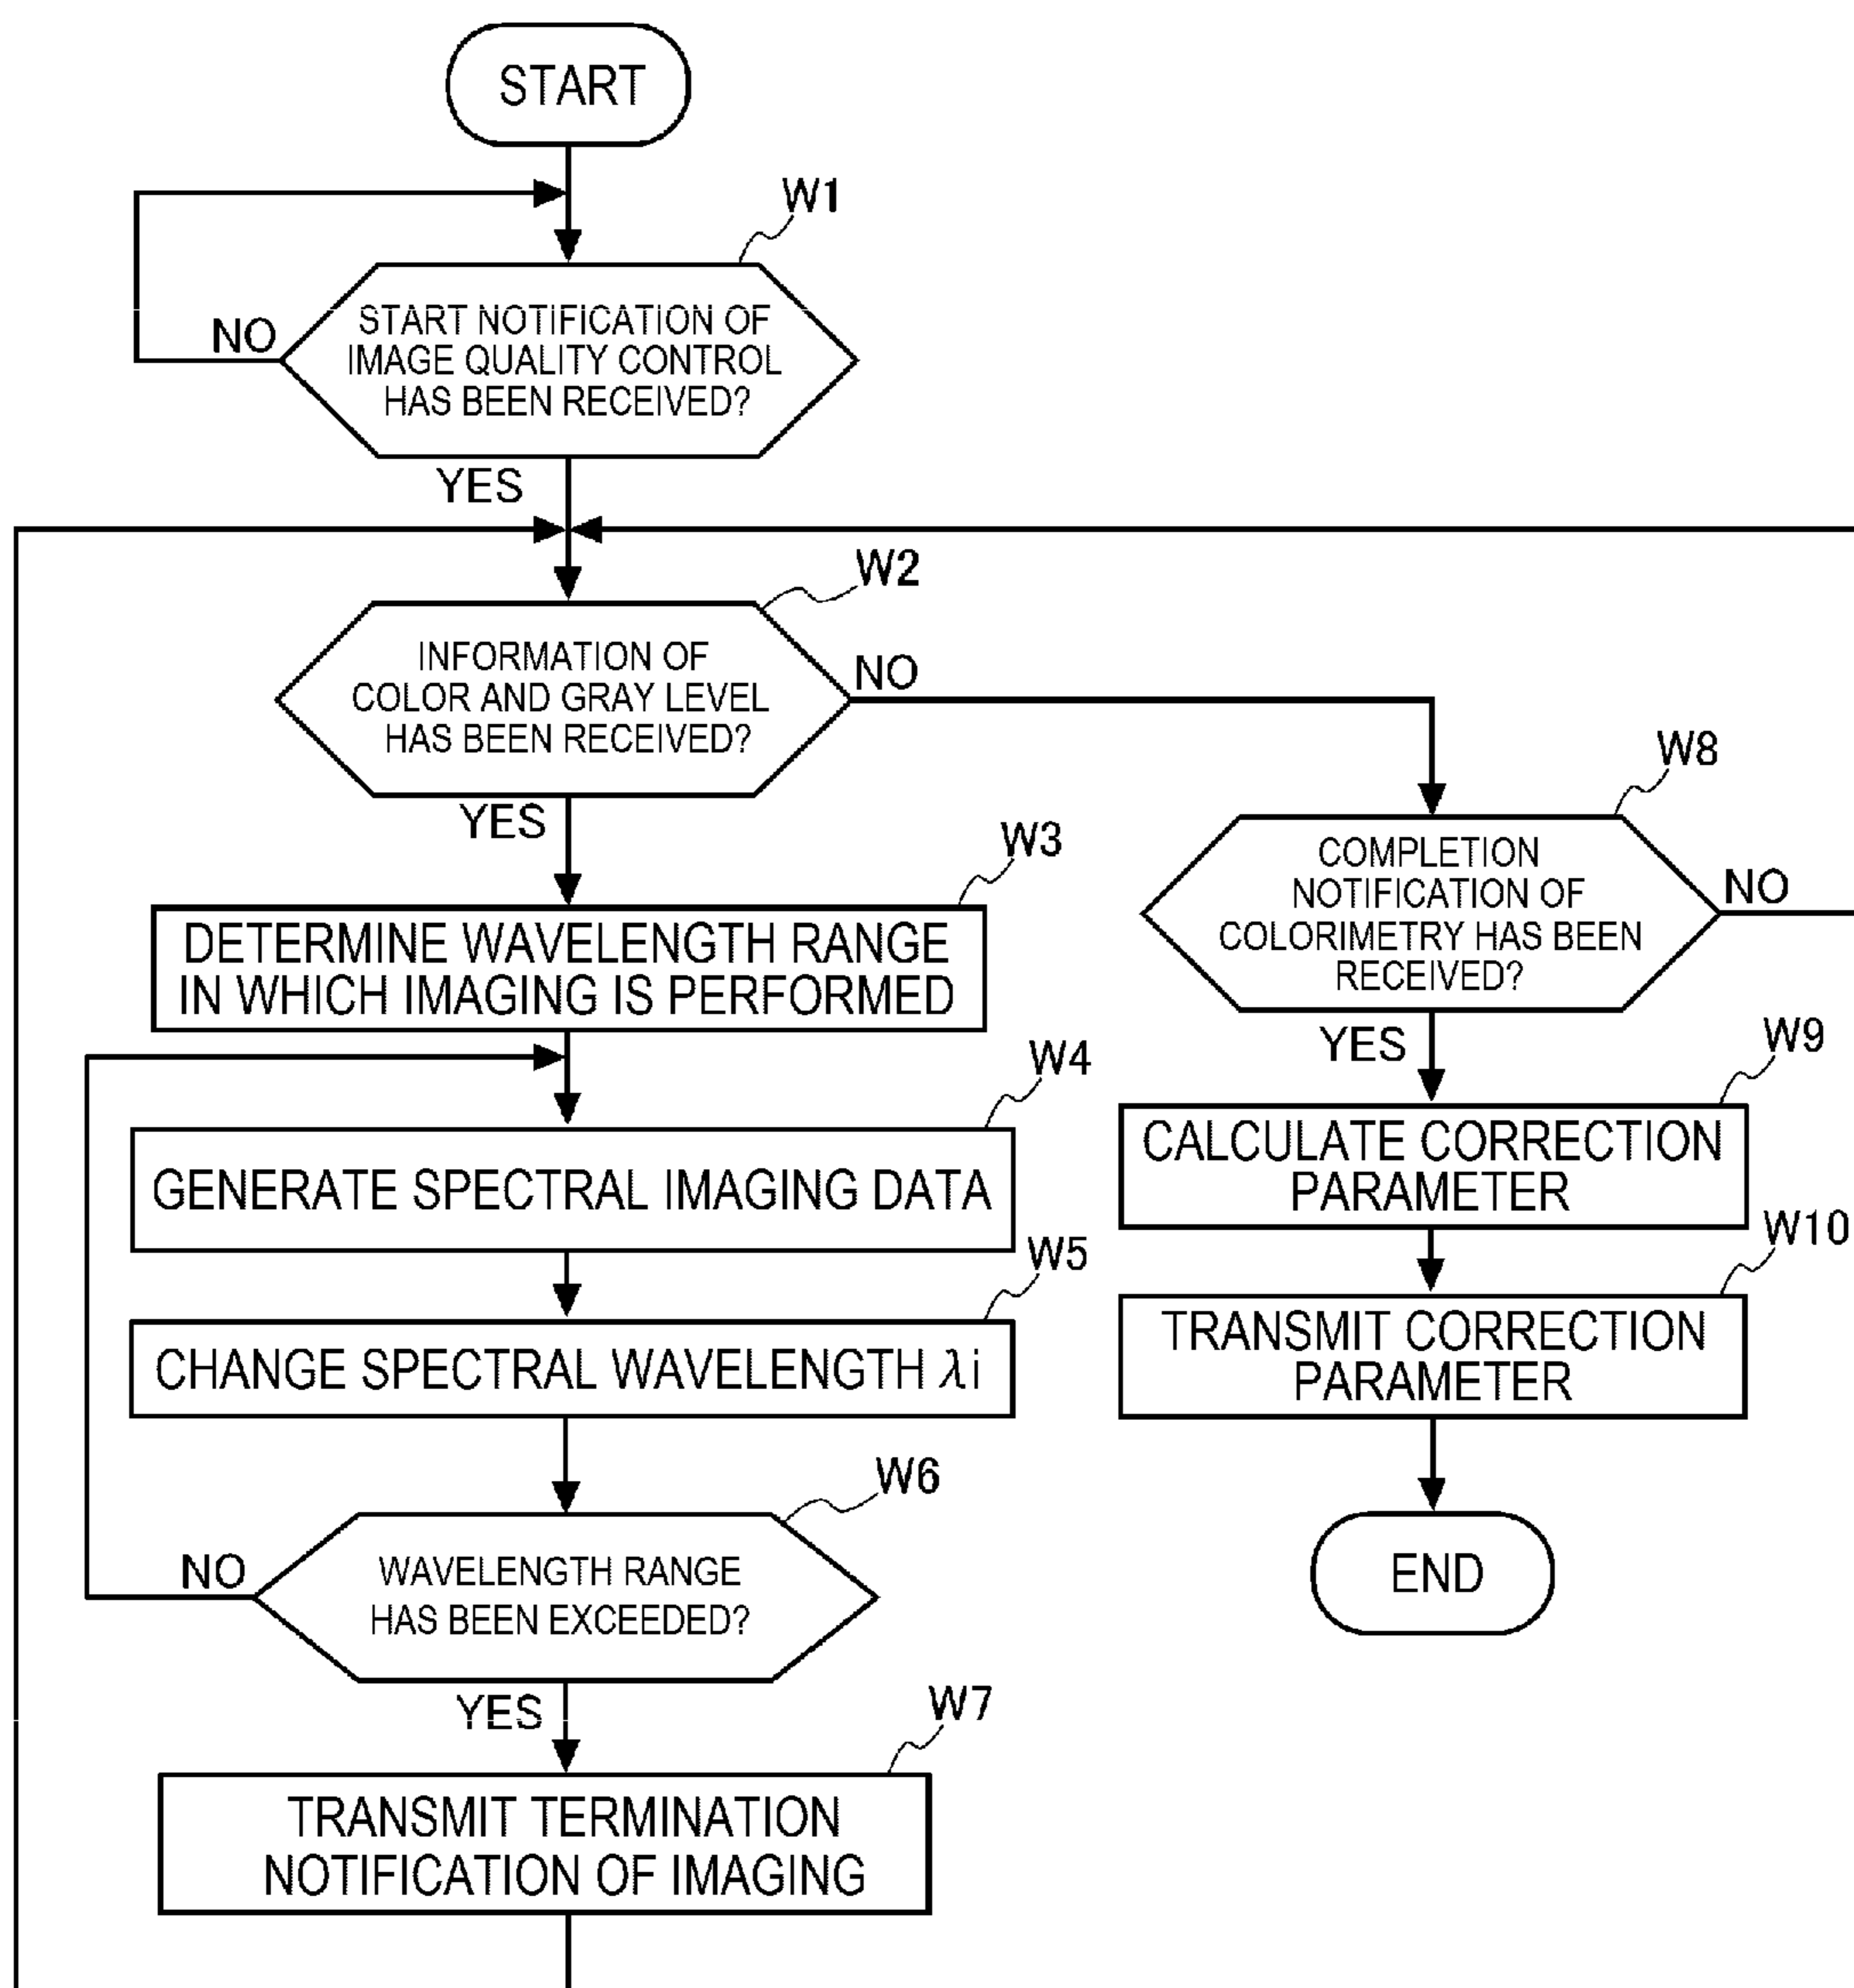 START
W1
START NOTIFICATION OF
IMAGE QUALITY CONTROL
HAS BEEN RECEIVED?
NO
YES
W2
INFORMATION OF
COLOR AND GRAY LEVEL
HAS BEEN RECEIVED?
NO
YES
W3
DETERMINE WAVELENGTH RANGE
IN WHICH IMAGING IS PERFORMED
W4
GENERATE SPECTRAL IMAGING DATA
W5
CHANGE SPECTRAL WAVELENGTH λi
W6
WAVELENGTH RANGE
HAS BEEN EXCEEDED?
NO
YES
W7
TRANSMIT TERMINATION
NOTIFICATION OF IMAGING
W8
COMPLETION
NOTIFICATION OF
COLORIMETRY HAS BEEN
RECEIVED?
NO
YES
W9
CALCULATE CORRECTION
PARAMETER
W10
TRANSMIT CORRECTION
PARAMETER
END